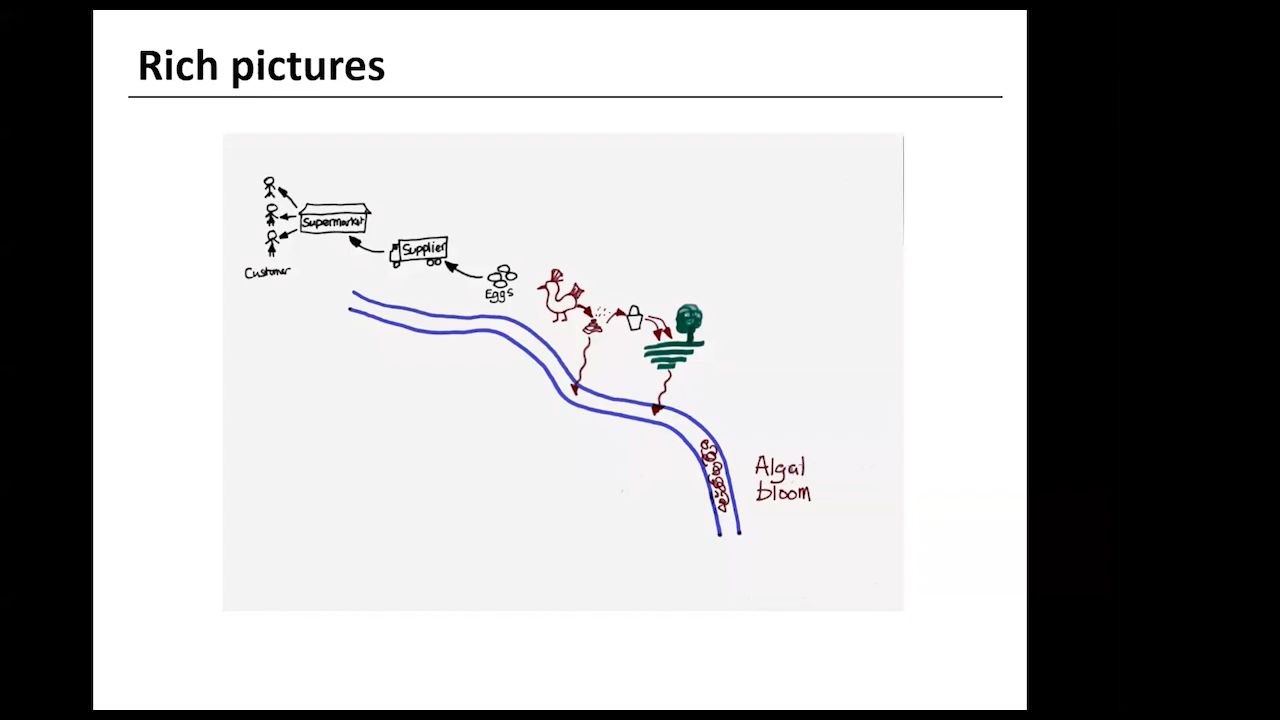 Rich pictures
Supermarket
Supplier
Customer
Eggs
Algal
bloom